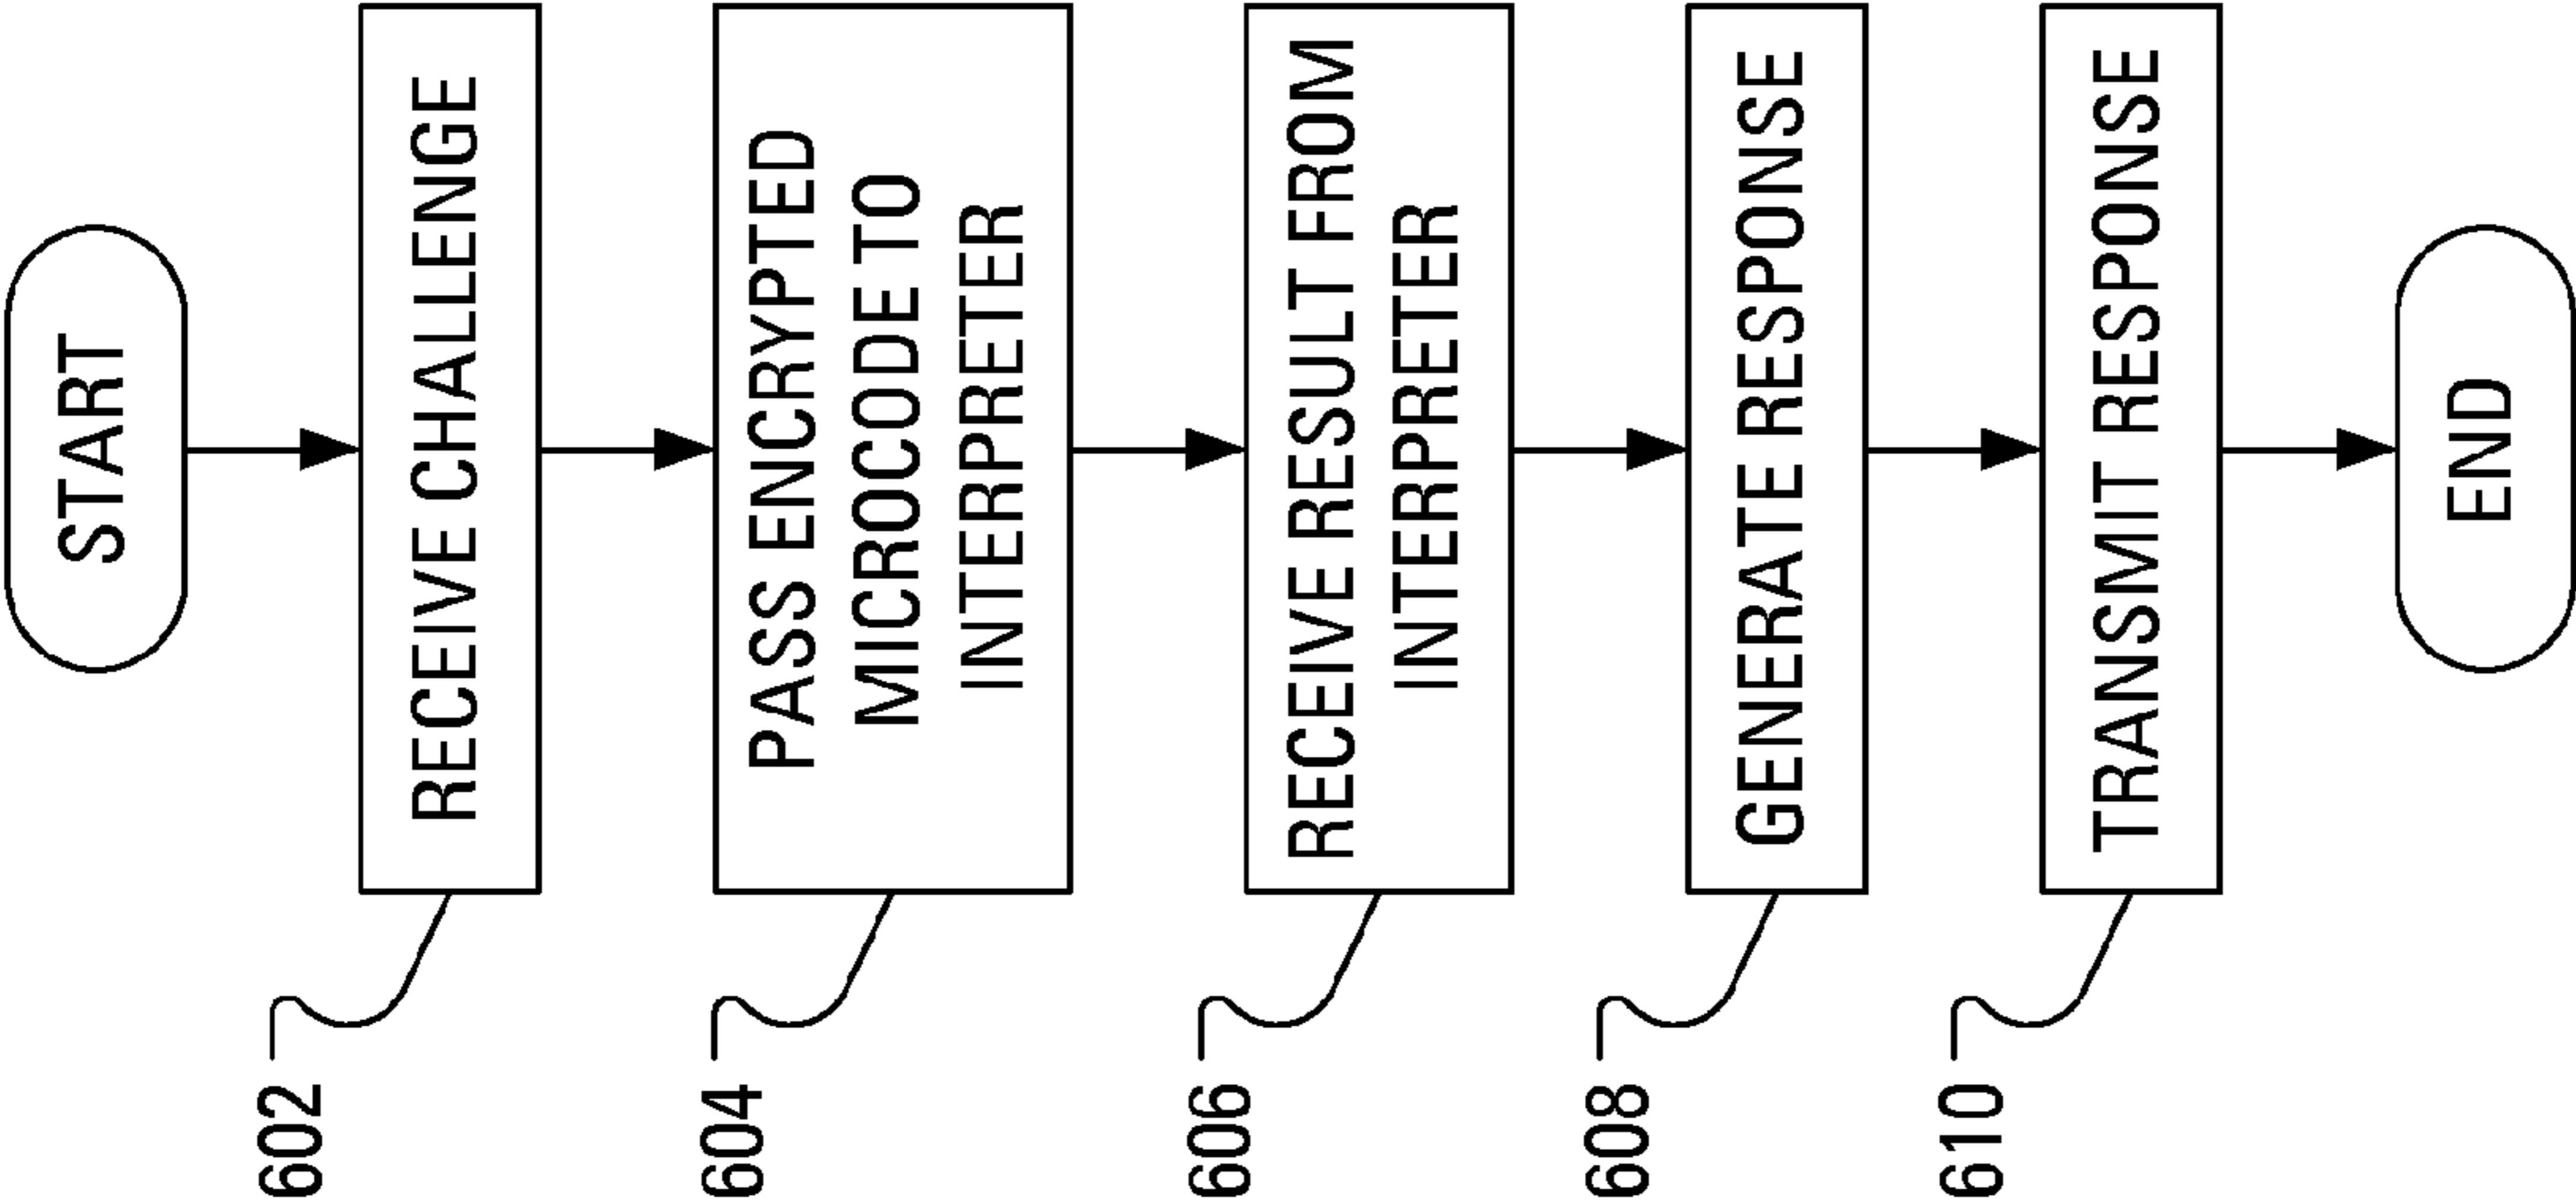 START
602
RECEIVE CHALLENGE
604
PASS ENCRYPTED
MICROCODE TO
INTERPRETER
606
RECEIVE RESULT FROM
INTERPRETER
608
GENERATE RESPONSE
610
TRANSMIT RESPONSE
END